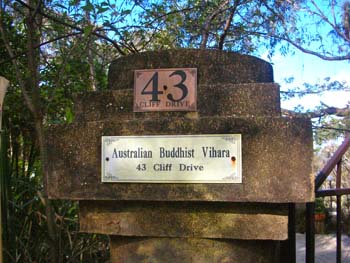 43
CLIFF DRIVE
Australian Buddhist Vihara
43 Cliff Drive